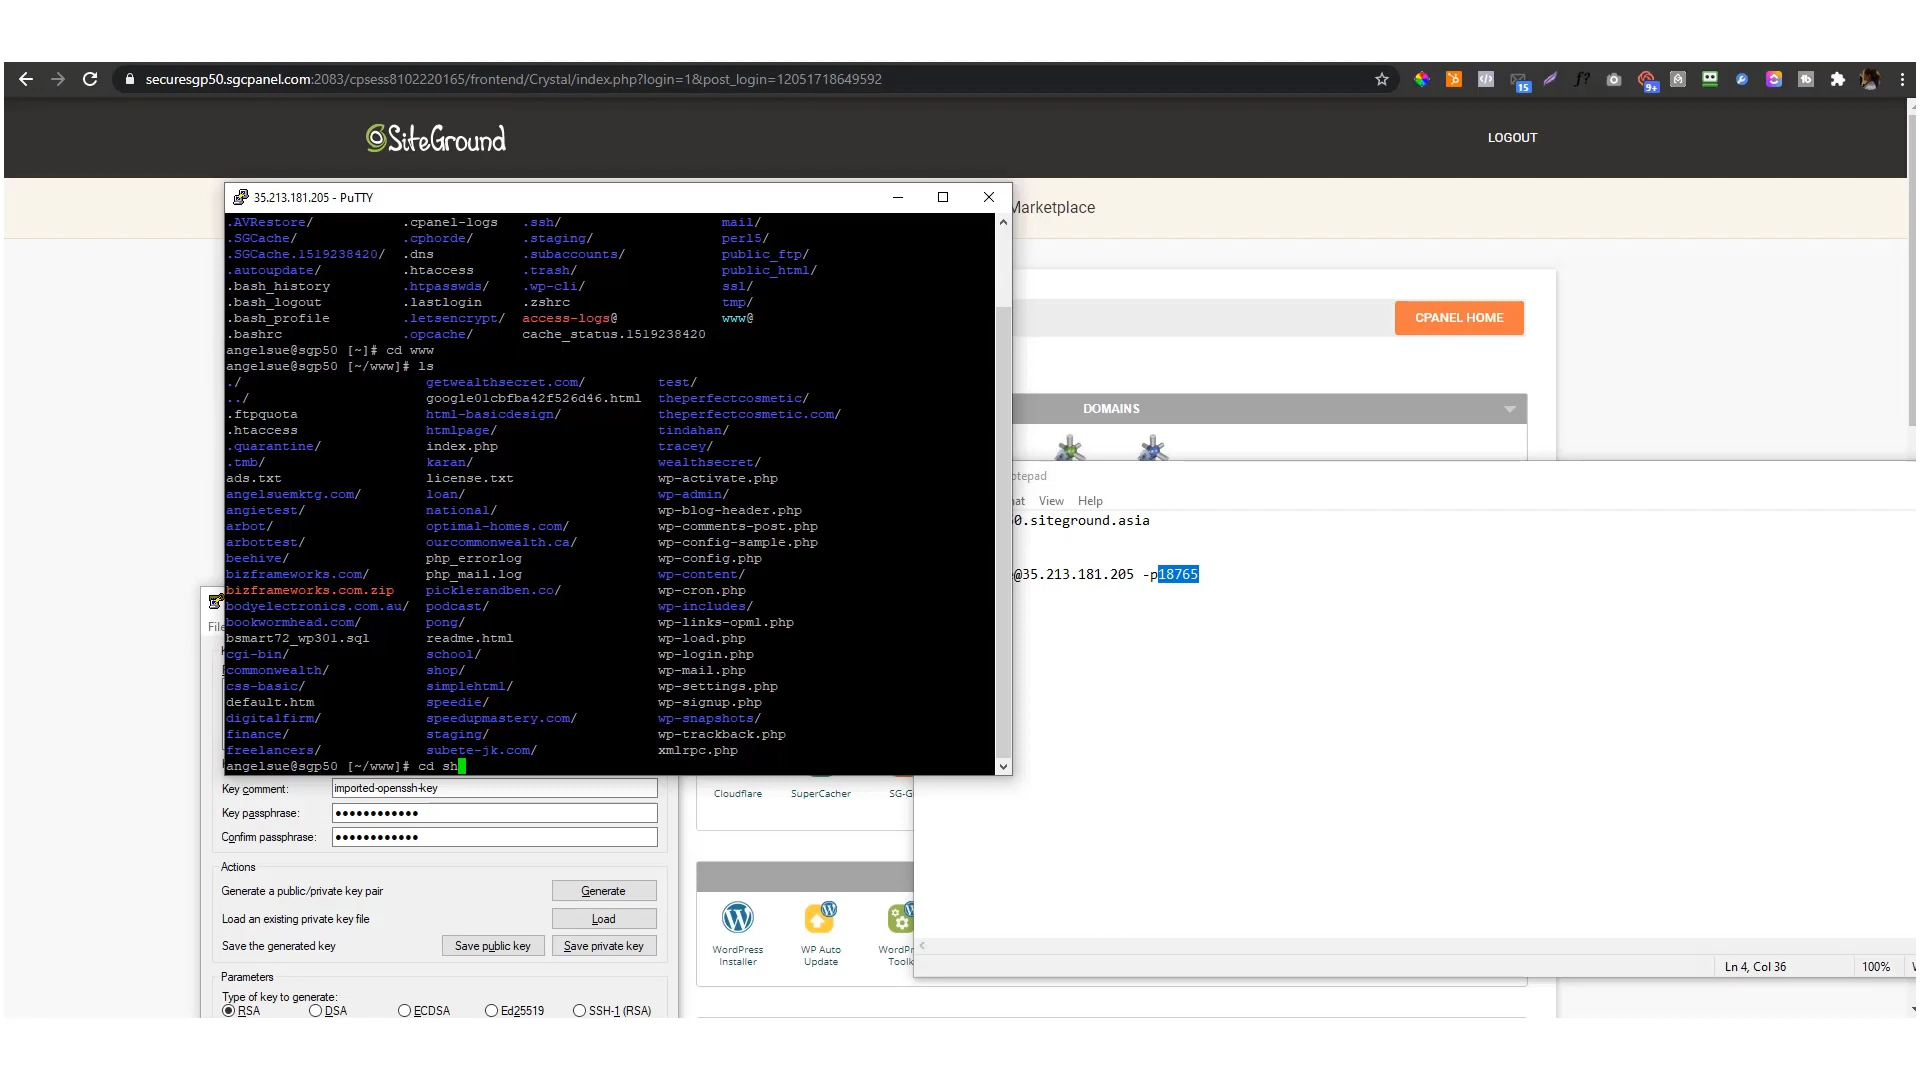 securesgp50.sgcpanel.com:2083/cpsess8102220165/frontend/Crystal/index.php?login=1&post_login=12051718649592
15
9+
SiteGround
LOGOUT
Marketplace
CPANEL HOME
DOMAINS
35.213.181.205 - PuTTY
.AVRestore/ .cpanel-logs .ssh/ mail/
.SGCache/ .cphorde/ .staging/ perl5/
.SGCache.1519238420/ .dns .subaccounts/ public_ftp/
.autoupdate/ .htaccess .trash/ public_html/
.bash_history .htpasswds/ .wp-cli/ ssl/
.bash_logout .lastlogin .zshrc tmp/
.bash_profile .letsencrypt/ access-logs@ www@
.bashrc .opcache/ cache_status.1519238420
angelsue@sgp50 [~]# cd www
angelsue@sgp50 [~/www]# ls
./ getwealthsecret.com/ test/
../ google01cbfba42f526d46.html theperfectcosmetic/
.ftpquota html-basicdesign/ theperfectcosmetic.com/
.htaccess htmlpage/ tindahan/
.quarantine/ index.php tracey/
.tmb/ karan/ wealthsecret/
ads.txt license.txt wp-activate.php
angelsuemktg.com/ loan/ wp-admin/
angietest/ national/ wp-blog-header.php
arbot/ optimal-homes.com/ wp-comments-post.php
arbottest/ ourcommonwealth.ca/ wp-config-sample.php
beehive/ php_errorlog wp-config.php
bizframeworks.com/ php_mail.log wp-content/
bizframeworks.com.zip picklerandben.co/ wp-cron.php
bodyelectronics.com.au/ podcast/ wp-includes/
bookwormhead.com/ pong/ wp-links-opml.php
bsmart72_wp301.sql readme.html wp-load.php
cgi-bin/ school/ wp-login.php
commonwealth/ shop/ wp-mail.php
css-basic/ simplehtml/ wp-settings.php
default.htm speedie/ wp-signup.php
digitalfirm/ speedupmastery.com/ wp-snapshots/
finance/ staging/ wp-trackback.php
freelancers/ subete-jk.com/ xmlrpc.php
angelsue@sgp50 [~/www]# cd sh
otepad
at View Help
0.siteground.asia
@35.213.181.205 -p18765
Ln 4, Col 36
100%
File
Key comment: imported-openssh-key
Key passphrase: ••••••••••••
Confirm passphrase: ••••••••••••
Actions
Generate a public/private key pair Generate
Load an existing private key file Load
Save the generated key Save public key Save private key
Parameters
Type of key to generate:
RSA DSA ECDSA Ed25519 SSH-1 (RSA)
Cloudflare
SuperCacher
SG-G
WordPress
Installer
WP Auto
Update
WordPr
Toolk